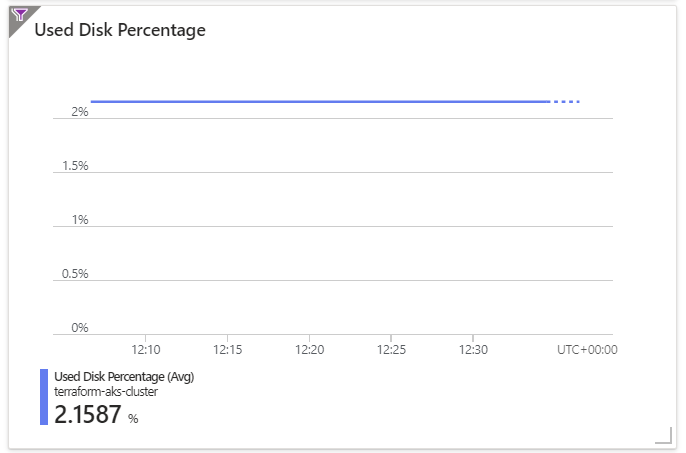 Used Disk Percentage
2%
1.5%
1%
0.5%
0%
12:10 12:15 12:20 12:25 12:30 UTC+00:00
Used Disk Percentage (Avg)
terraform-aks-cluster
2.1587 %